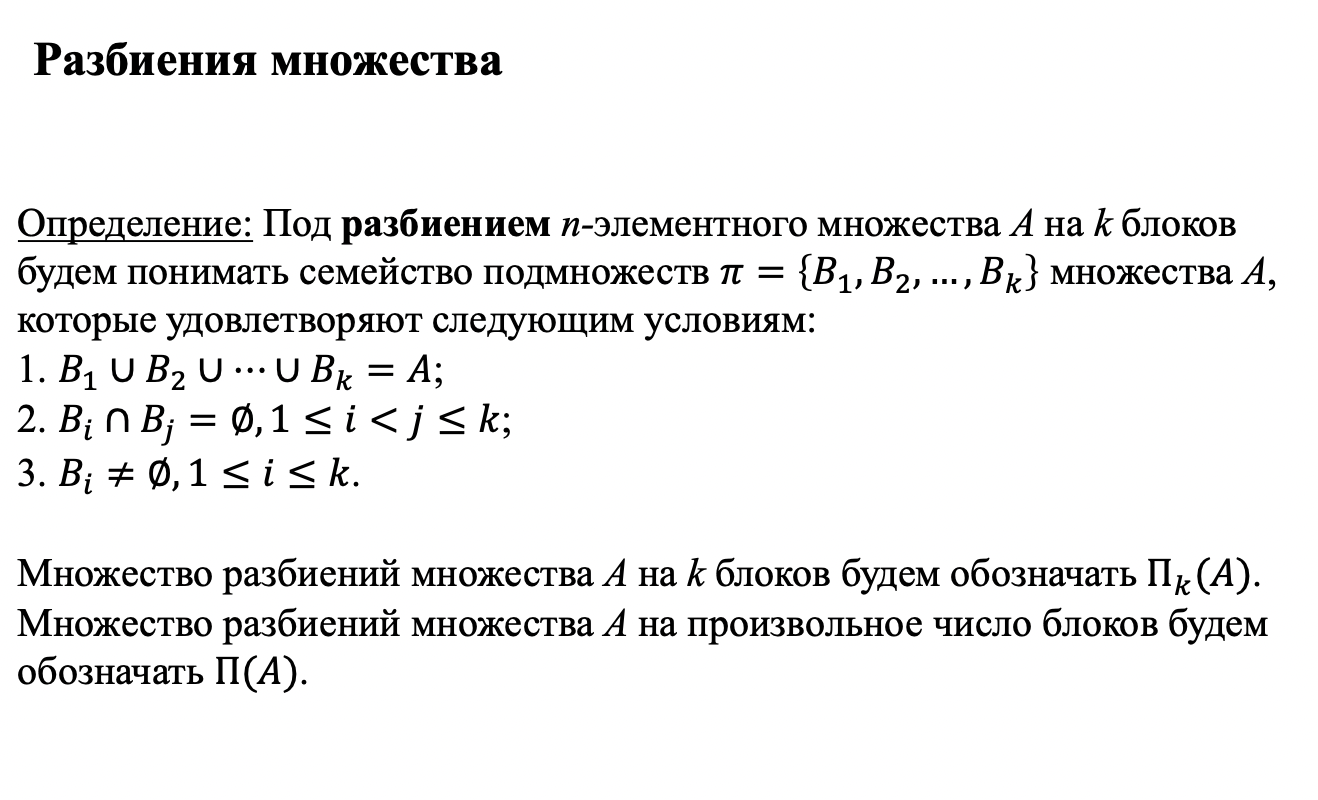 Разбиения множества
Определение: Под разбиением n-элементного множества A на k блоков
будем понимать семейство подмножеств π = {B₁, B₂, … , Bₖ} множества A,
которые удовлетворяют следующим условиям:
1. B₁ ∪ B₂ ∪ ⋯ ∪ Bₖ = A;
2. Bᵢ ∩ Bⱼ = ∅, 1 ≤ i < j ≤ k;
3. Bᵢ ≠ ∅, 1 ≤ i ≤ k.
Множество разбиений множества A на k блоков будем обозначать Πₖ(A).
Множество разбиений множества A на произвольное число блоков будем
обозначать Π(A).